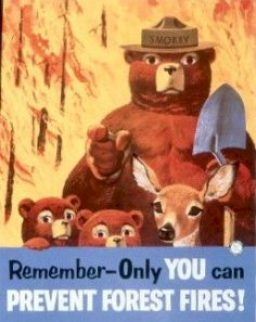 SMOKEY
Remember-Only YOU can
PREVENT FOREST FIRES!